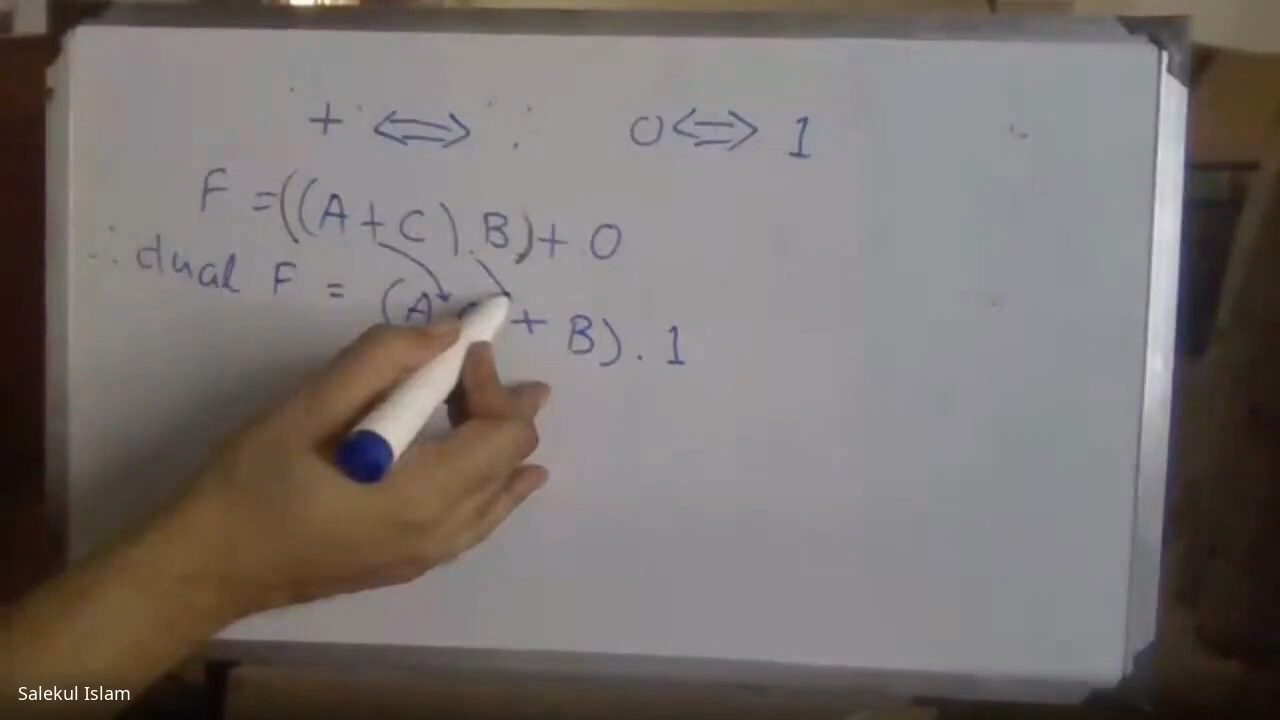 + ⇔ . 0 ⇔ 1
F = ((A + C) . B) + 0
∴ dual F = (A + B) . 1
Salekul Islam